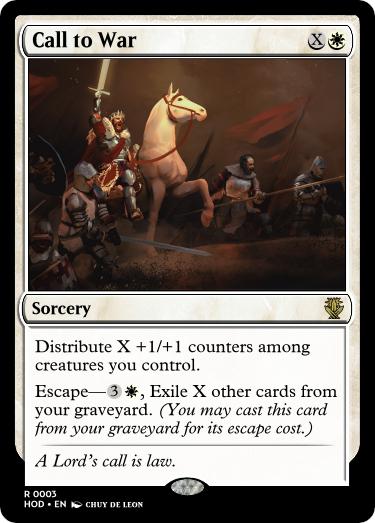 Call to War X
Sorcery
Distribute X +1/+1 counters among
creatures you control.
Escape—3, Exile X other cards from
your graveyard. (You may cast this card
from your graveyard for its escape cost.)
A Lord's call is law.
R 0003
HOD • EN CHUY DE LEON